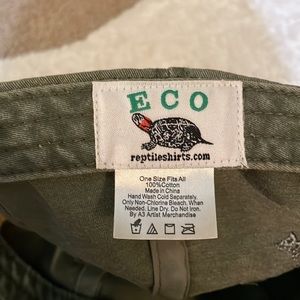 ECO
reptileshirts.com
One Size Fits All
100%Cotton
Made in China
Hand Wash Cold Separately,
Only Non-Chlorine Bleach. When
Needed, Line Dry. Do Not Iron.
By A3 Artist Merchandise